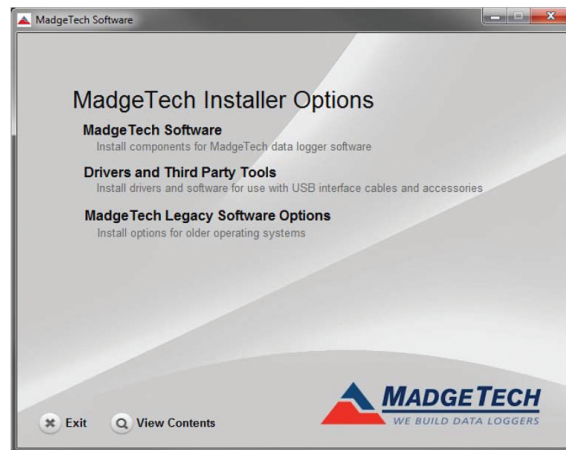 MadgeTech Software
MadgeTech Installer Options
MadgeTech Software
Install components for MadgeTech data logger software
Drivers and Third Party Tools
Install drivers and software for use with USB interface cables and accessories
MadgeTech Legacy Software Options
Install options for older operating systems
Exit
View Contents
MADGETECH
WE BUILD DATA LOGGERS